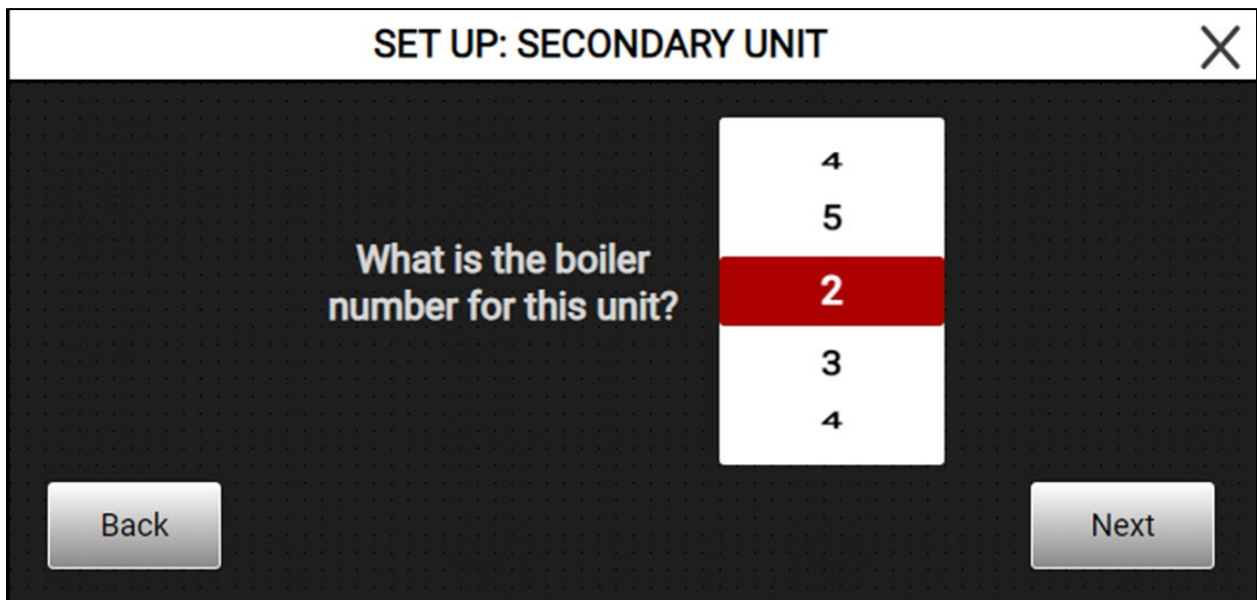 SET UP: SECONDARY UNIT
What is the boiler
number for this unit?
4
5
2
3
4
Back
Next